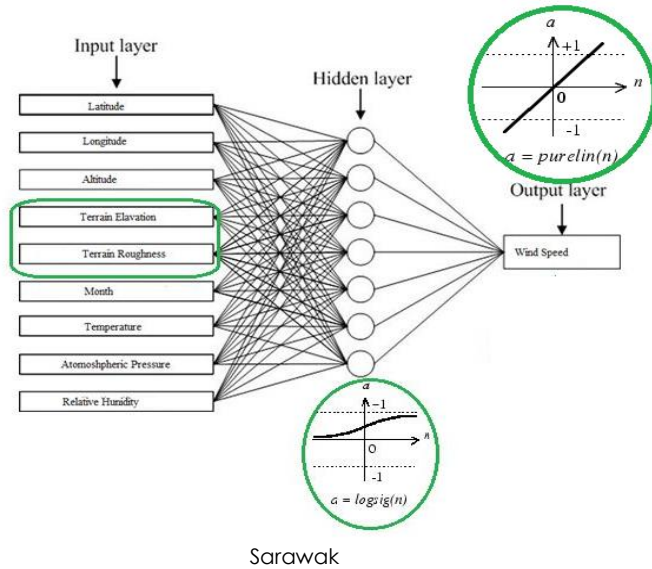 Input layer
Latitude
Longitude
Altitude
Terrain Elavation
Terrain Roughness
Month
Temperature
Atomoshpheric Pressure
Relative Hunidity
Hidden layer
a
+1
n
0
-1
a = purelin(n)
Output layer
Wind Speed
a
-1
n
0
-1
a = logsig(n)
Sarawak